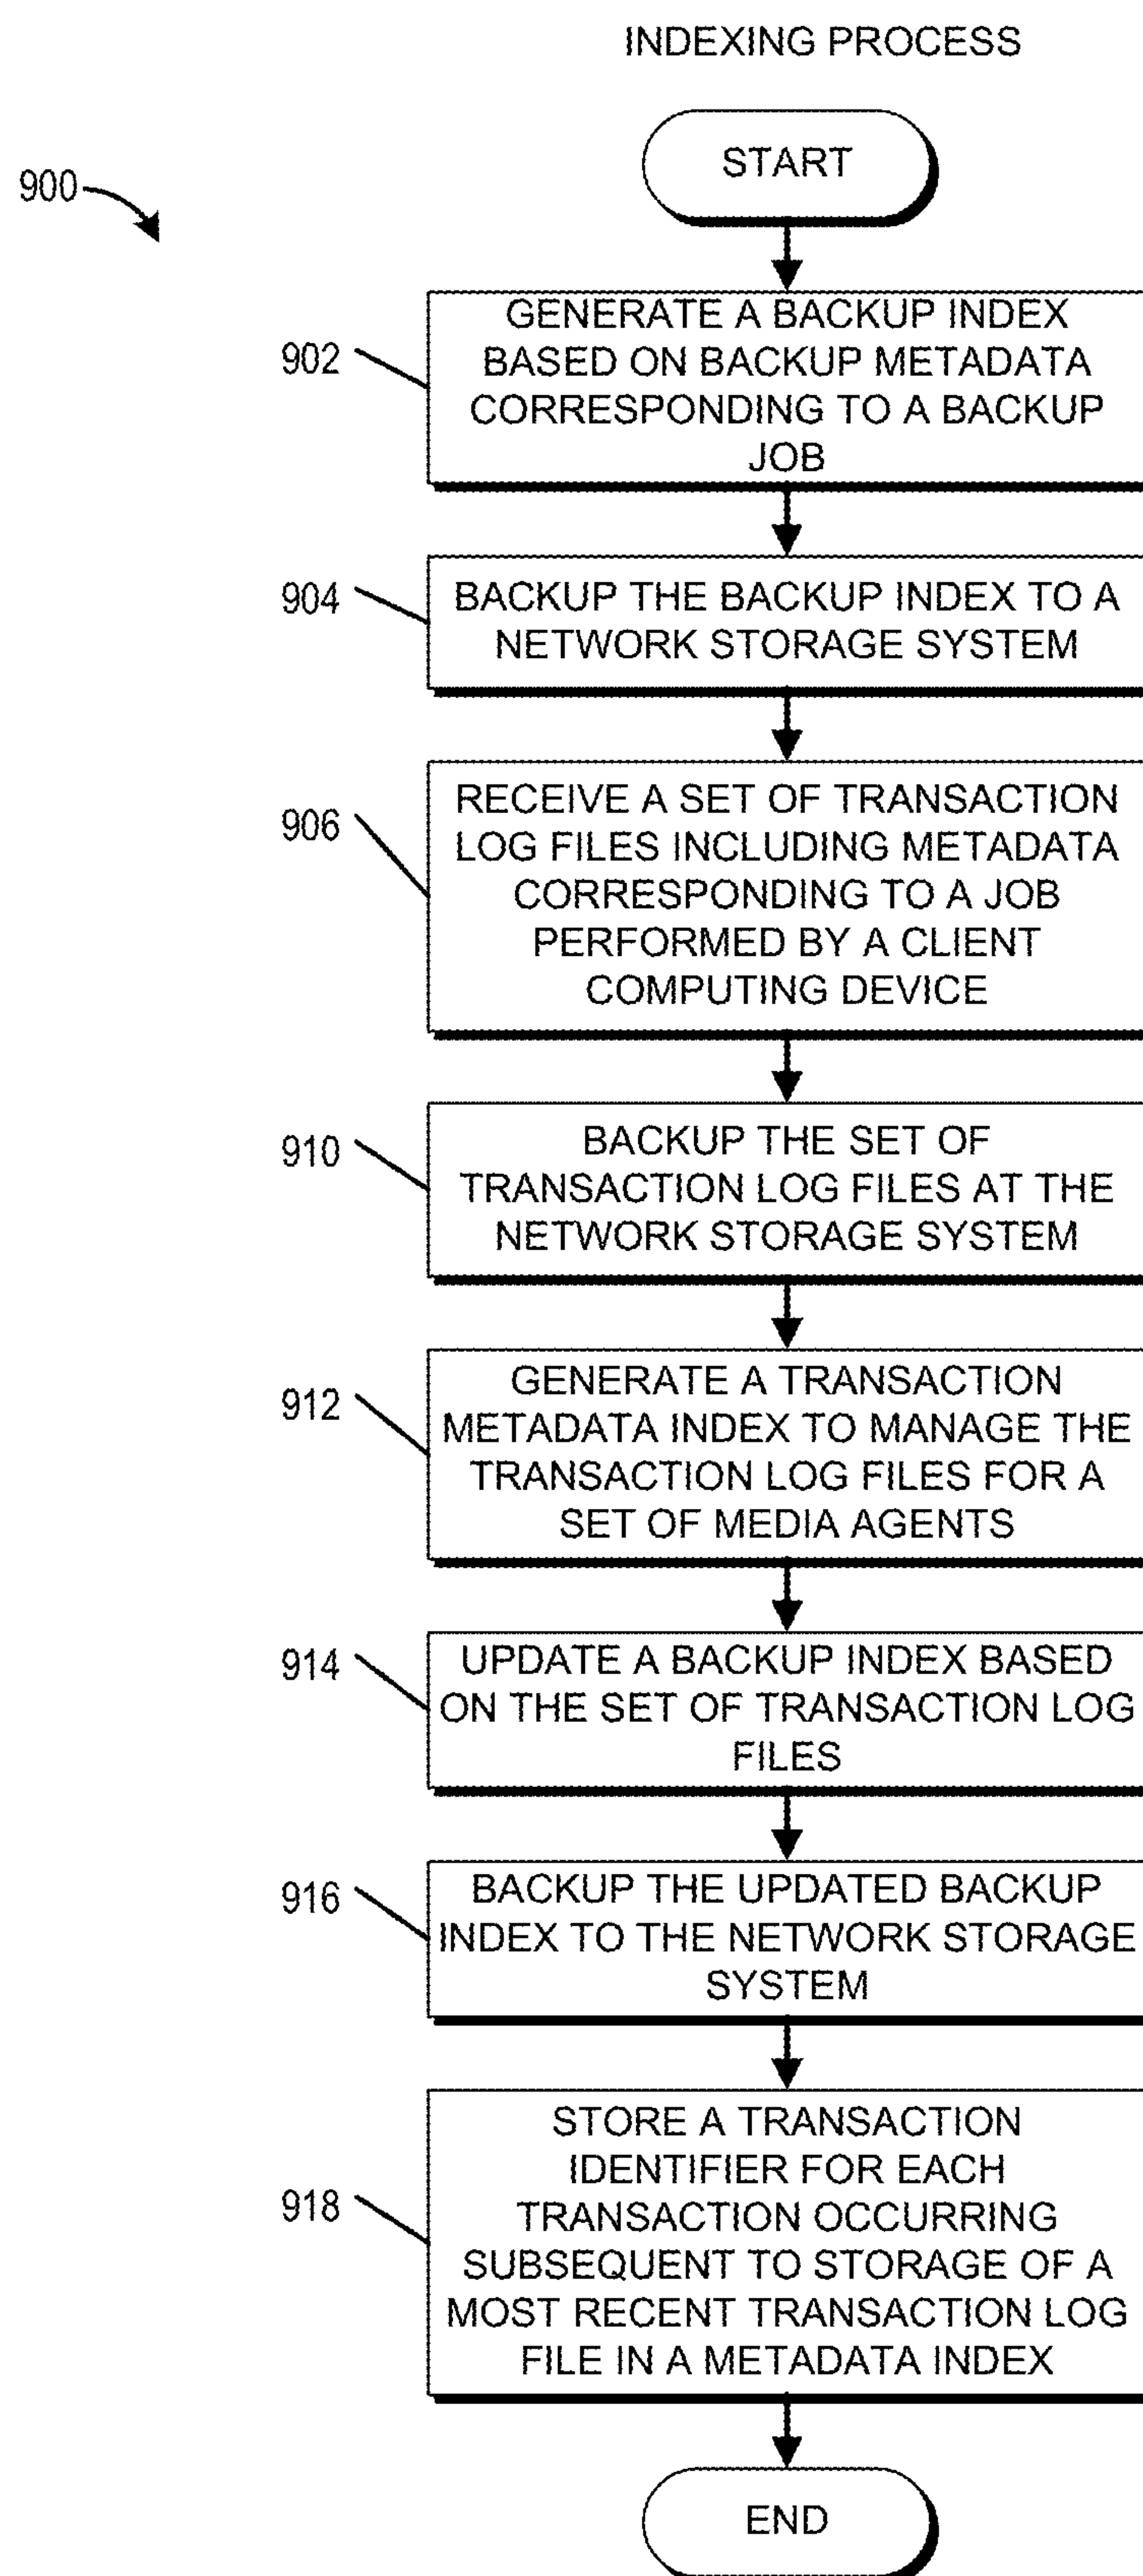 INDEXING PROCESS
START
900
GENERATE A BACKUP INDEX
BASED ON BACKUP METADATA
CORRESPONDING TO A BACKUP
JOB
902
BACKUP THE BACKUP INDEX TO A
NETWORK STORAGE SYSTEM
904
RECEIVE A SET OF TRANSACTION
LOG FILES INCLUDING METADATA
CORRESPONDING TO A JOB
PERFORMED BY A CLIENT
COMPUTING DEVICE
906
BACKUP THE SET OF
TRANSACTION LOG FILES AT THE
NETWORK STORAGE SYSTEM
910
GENERATE A TRANSACTION
METADATA INDEX TO MANAGE THE
TRANSACTION LOG FILES FOR A
SET OF MEDIA AGENTS
912
UPDATE A BACKUP INDEX BASED
ON THE SET OF TRANSACTION LOG
FILES
914
BACKUP THE UPDATED BACKUP
INDEX TO THE NETWORK STORAGE
SYSTEM
916
STORE A TRANSACTION
IDENTIFIER FOR EACH
TRANSACTION OCCURRING
SUBSEQUENT TO STORAGE OF A
MOST RECENT TRANSACTION LOG
FILE IN A METADATA INDEX
918
END